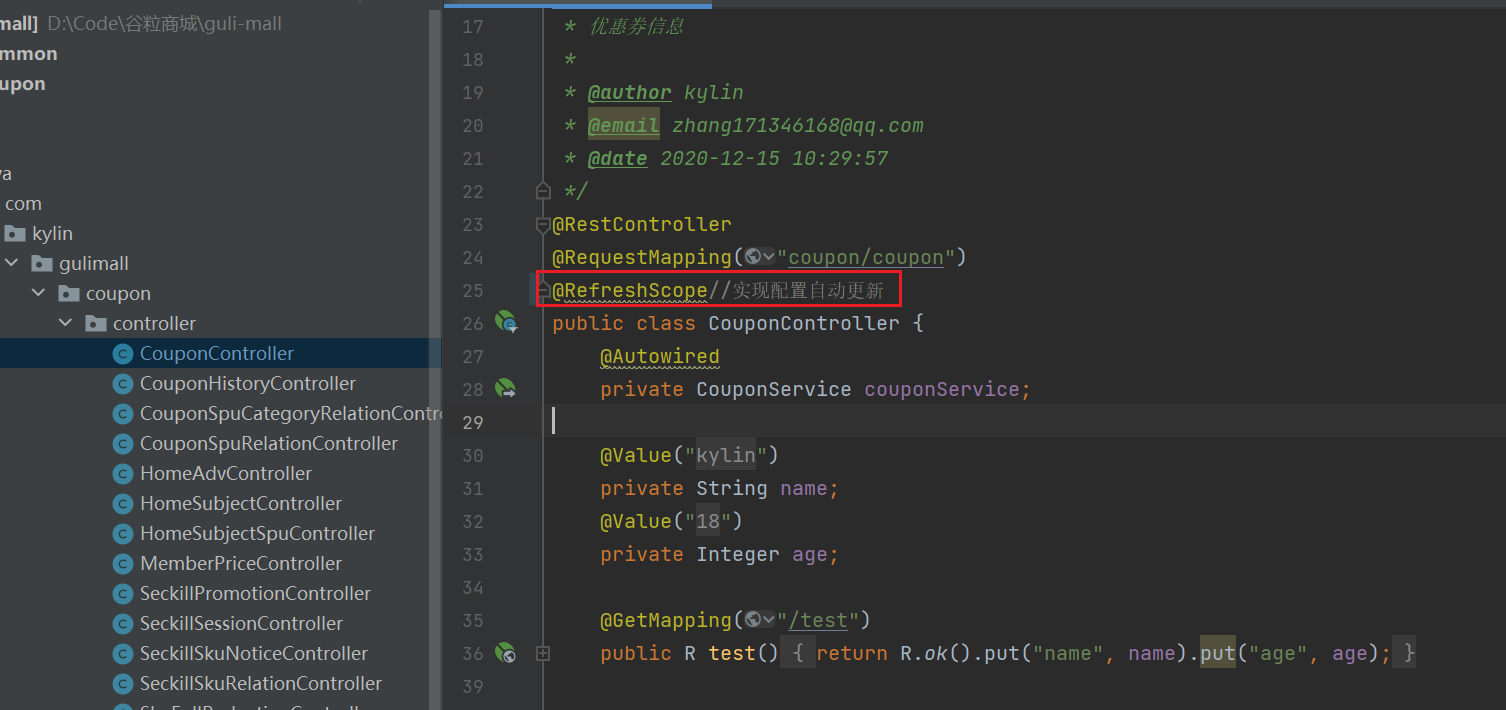 mall] D:\Code\谷粒商城\guli-mall
mmon
upon
va
com
kylin
gulimall
coupon
controller
CouponController
CouponHistoryController
CouponSpuCategoryRelationContr
CouponSpuRelationController
HomeAdvController
HomeSubjectController
HomeSubjectSpuController
MemberPriceController
SeckillPromotionController
SeckillSessionController
SeckillSkuNoticeController
SeckillSkuRelationController
17 * 优惠券信息
18 *
19 * @author kylin
20 * @email zhang171346168@qq.com
21 * @date 2020-12-15 10:29:57
22 */
23 @RestController
24 @RequestMapping("coupon/coupon")
25 @RefreshScope//实现配置自动更新
26 public class CouponController {
27 @Autowired
28 private CouponService couponService;
29
30 @Value("kylin")
31 private String name;
32 @Value("18")
33 private Integer age;
34
35 @GetMapping("/test")
36 public R test() { return R.ok().put("name", name).put("age", age); }
39